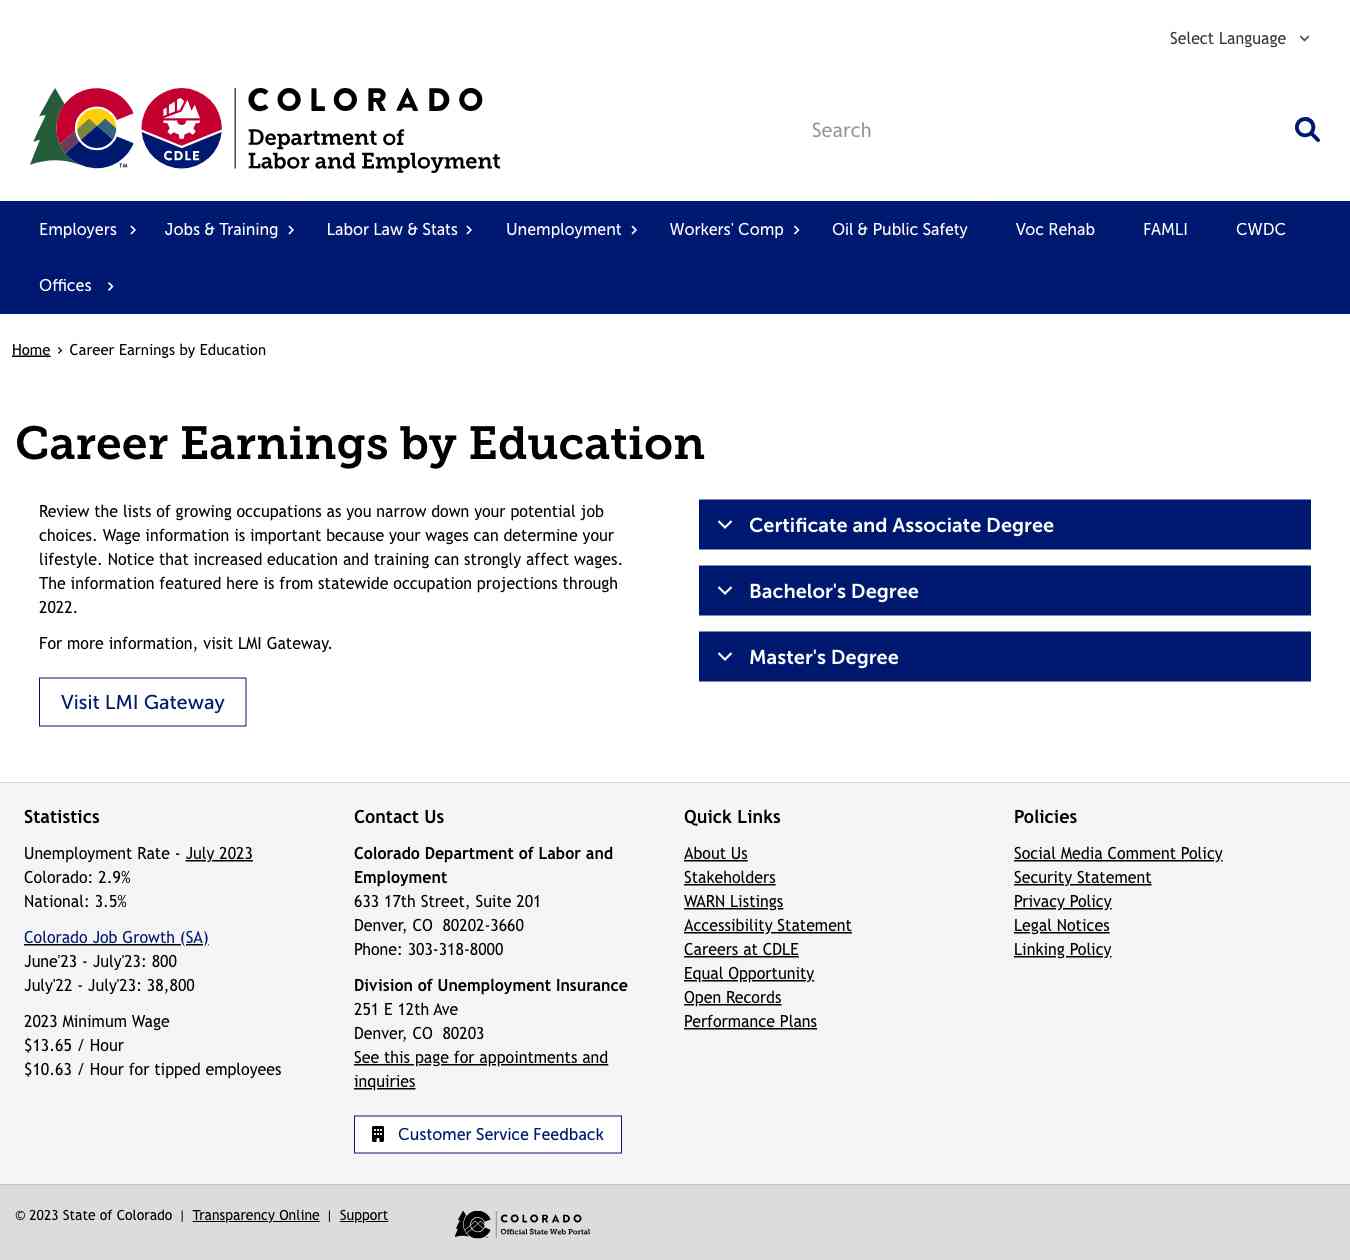 Select Language
COLORADO
Department of
Labor and Employment
CDLE
TM
Search
Employers Jobs & Training Labor Law & Stats Unemployment Workers' Comp Oil & Public Safety Voc Rehab FAMLI CWDC
Offices
Home › Career Earnings by Education
Career Earnings by Education
Review the lists of growing occupations as you narrow down your potential job
choices. Wage information is important because your wages can determine your
lifestyle. Notice that increased education and training can strongly affect wages.
The information featured here is from statewide occupation projections through
2022.
For more information, visit LMI Gateway.
Visit LMI Gateway
Certificate and Associate Degree
Bachelor's Degree
Master's Degree
Statistics
Unemployment Rate - July 2023
Colorado: 2.9%
National: 3.5%
Colorado Job Growth (SA)
June'23 - July'23: 800
July'22 - July'23: 38,800
2023 Minimum Wage
$13.65 / Hour
$10.63 / Hour for tipped employees
Contact Us
Colorado Department of Labor and
Employment
633 17th Street, Suite 201
Denver, CO  80202-3660
Phone: 303-318-8000
Division of Unemployment Insurance
251 E 12th Ave
Denver, CO  80203
See this page for appointments and
inquiries
Customer Service Feedback
Quick Links
About Us
Stakeholders
WARN Listings
Accessibility Statement
Careers at CDLE
Equal Opportunity
Open Records
Performance Plans
Policies
Social Media Comment Policy
Security Statement
Privacy Policy
Legal Notices
Linking Policy
© 2023 State of Colorado | Transparency Online | Support
COLORADO
Official State Web Portal